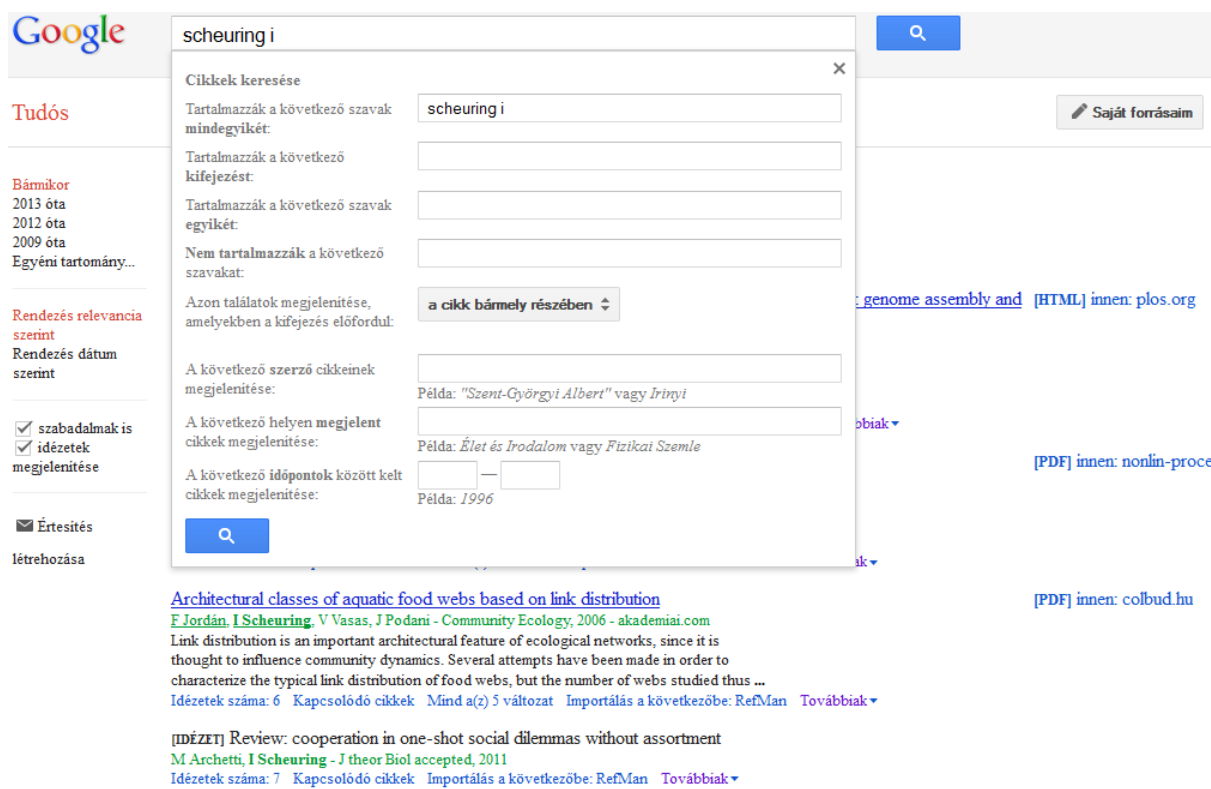 Google
scheuring i
Cikkek keresése
Tartalmazzák a következő szavak
mindegyikét:
scheuring i
Tartalmazzák a következő
kifejezést:
Tartalmazzák a következő szavak
egyikét:
Nem tartalmazzák a következő
szavakat:
Azon találatok megjelenítése,
amelyekben a kifejezés előfordul:
a cikk bármely részében
A következő szerző cikkeinek
megjelenítése:
Példa: "Szent-Györgyi Albert" vagy Irinyi
A következő helyen megjelent
cikkek megjelenítése:
Példa: Élet és Irodalom vagy Fizikai Szemle
A következő időpontok között kelt
cikkek megjelenítése:
—
Példa: 1996
Tudós
Saját forrásaim
Bármikor
2013 óta
2012 óta
2009 óta
Egyéni tartomány...
Rendezés relevancia
szerint
Rendezés dátum
szerint
szabadalmak is
idézetek
megjelenítése
Értesítés
létrehozása
genome assembly and
[HTML] innen: plos.org
bbiak
[PDF] innen: nonlin-proce
ak
Architectural classes of aquatic food webs based on link distribution
[PDF] innen: colbud.hu
F Jordán, I Scheuring, V Vasas, J Podani - Community Ecology, 2006 - akademiai.com
Link distribution is an important architectural feature of ecological networks, since it is
thought to influence community dynamics. Several attempts have been made in order to
characterize the typical link distribution of food webs, but the number of webs studied thus ...
Idézetek száma: 6 Kapcsolódó cikkek Mind a(z) 5 változat Importálás a következőbe: RefMan Továbbiak
[IDÉZET] Review: cooperation in one-shot social dilemmas without assortment
M Archetti, I Scheuring - J theor Biol accepted, 2011
Idézetek száma: 7 Kapcsolódó cikkek Importálás a következőbe: RefMan Továbbiak